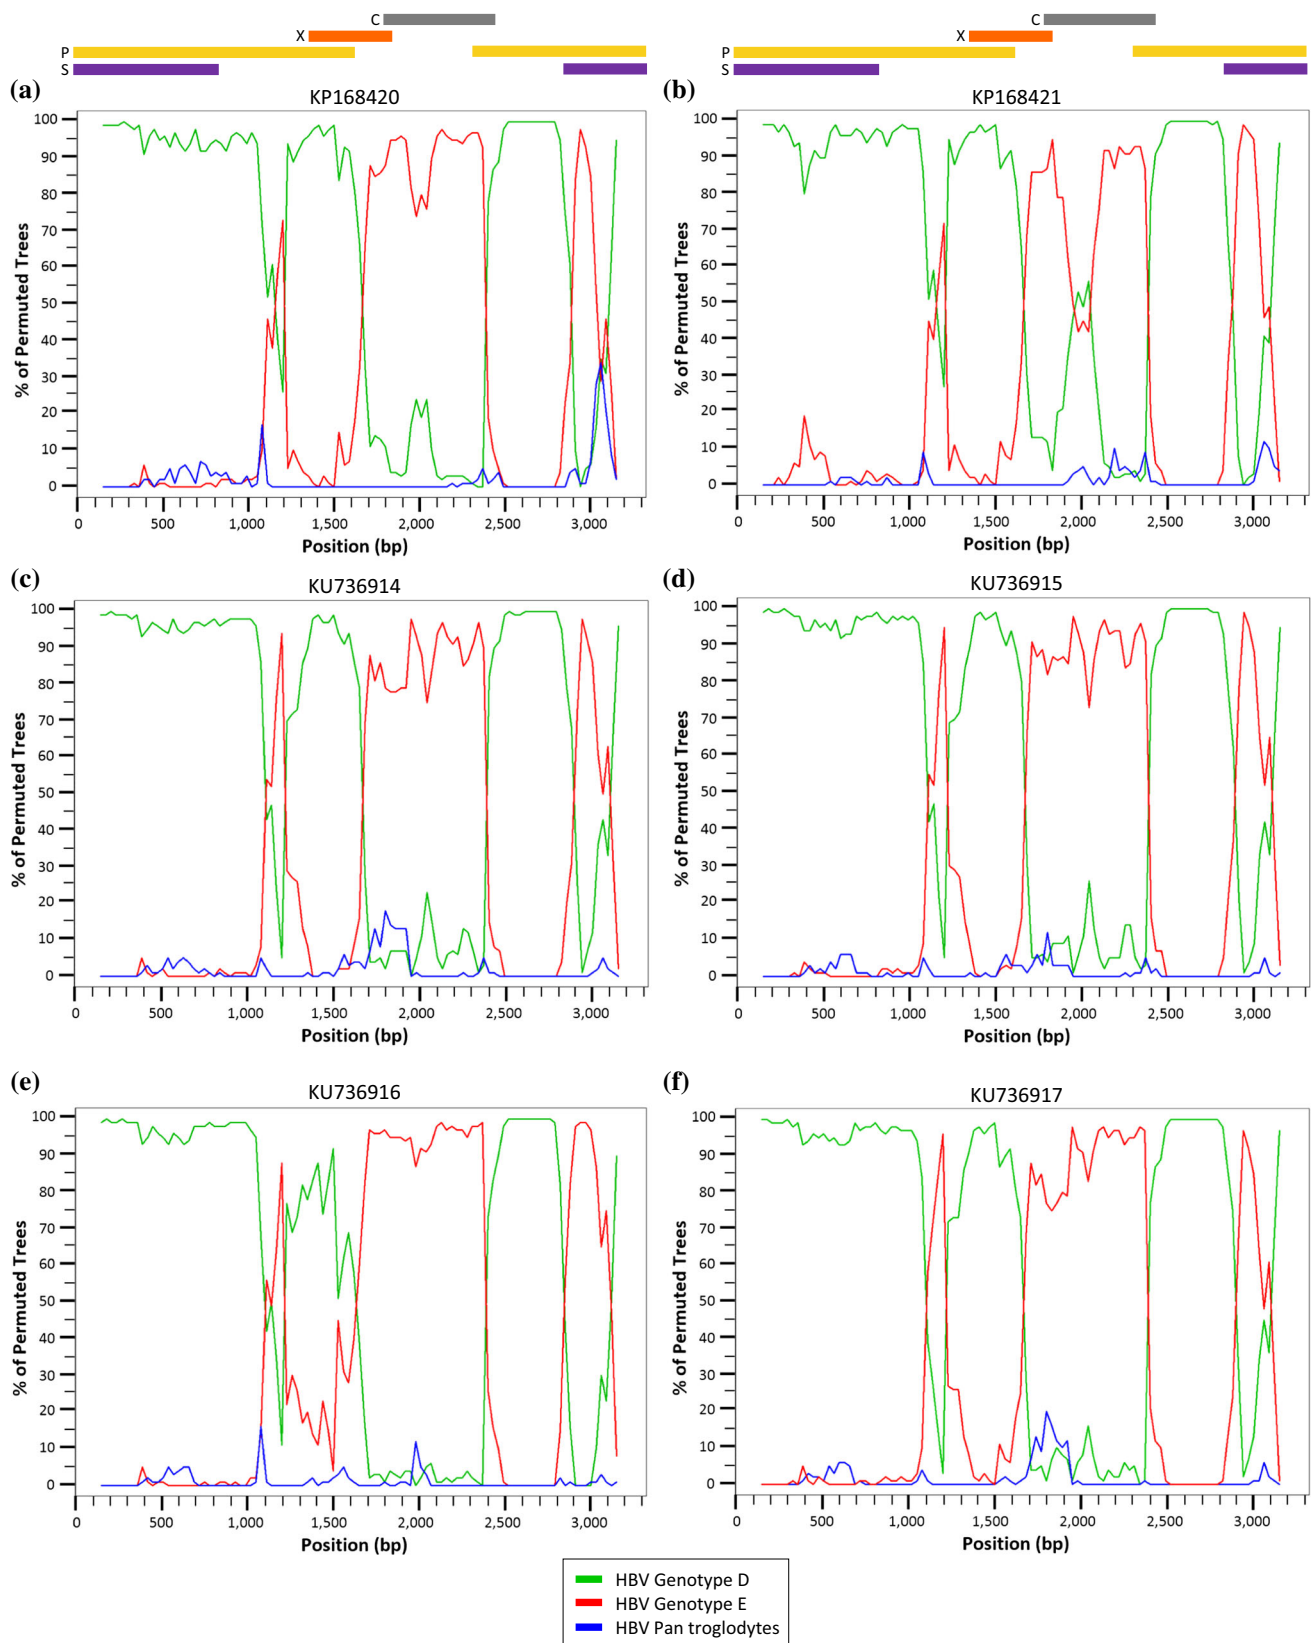 C
X
P
S
C
X
P
S
(a)
KP168420
100
90
80
70
60
50
40
30
20
10
0
% of Permuted Trees
0 500 1,000 1,500 2,000 2,500 3,000
Position (bp)
(b)
KP168421
100
90
80
70
60
50
40
30
20
10
0
% of Permuted Trees
0 500 1,000 1,500 2,000 2,500 3,000
Position (bp)
(c)
KU736914
100
90
80
70
60
50
40
30
20
10
0
% of Permuted Trees
0 500 1,000 1,500 2,000 2,500 3,000
Position (bp)
(d)
KU736915
100
90
80
70
60
50
40
30
20
10
0
% of Permuted Trees
0 500 1,000 1,500 2,000 2,500 3,000
Position (bp)
(e)
KU736916
100
90
80
70
60
50
40
30
20
10
0
% of Permuted Trees
0 500 1,000 1,500 2,000 2,500 3,000
Position (bp)
(f)
KU736917
100
90
80
70
60
50
40
30
20
10
0
% of Permuted Trees
0 500 1,000 1,500 2,000 2,500 3,000
Position (bp)
HBV Genotype D
HBV Genotype E
HBV Pan troglodytes